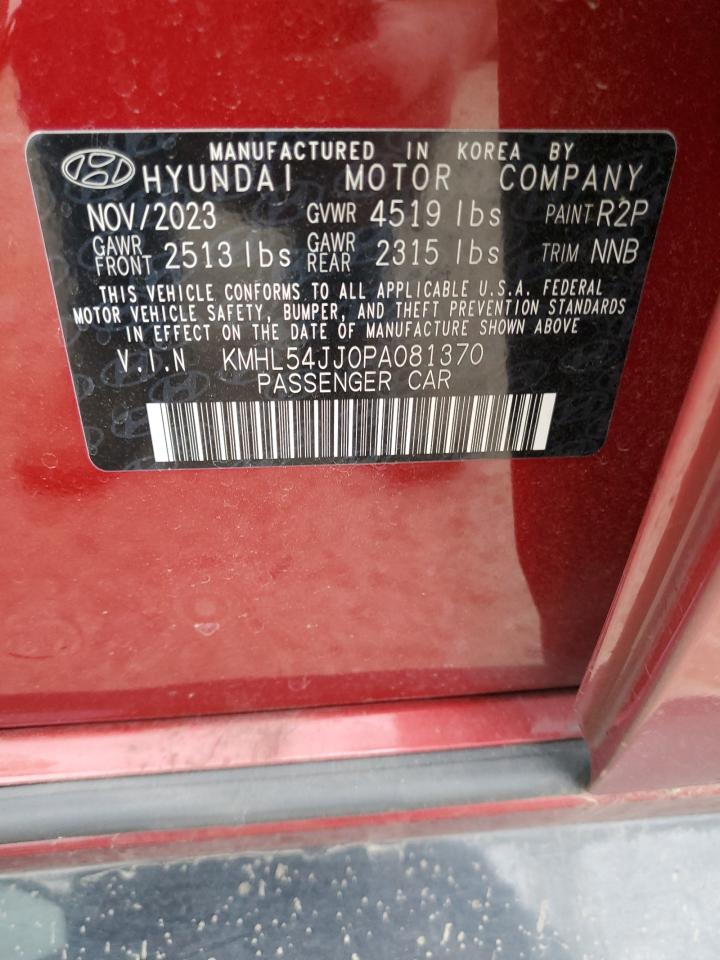 MANUFACTURED IN KOREA BY
HYUNDAI MOTOR COMPANY
NOV/2023 GVWR 4519 lbs PAINT R2P
GAWR FRONT 2513 lbs GAWR REAR 2315 lbs TRIM NNB
THIS VEHICLE CONFORMS TO ALL APPLICABLE U.S.A. FEDERAL
MOTOR VEHICLE SAFETY, BUMPER, AND THEFT PREVENTION STANDARDS
IN EFFECT ON THE DATE OF MANUFACTURE SHOWN ABOVE
V.I.N KMHL54JJ0PA081370
PASSENGER CAR